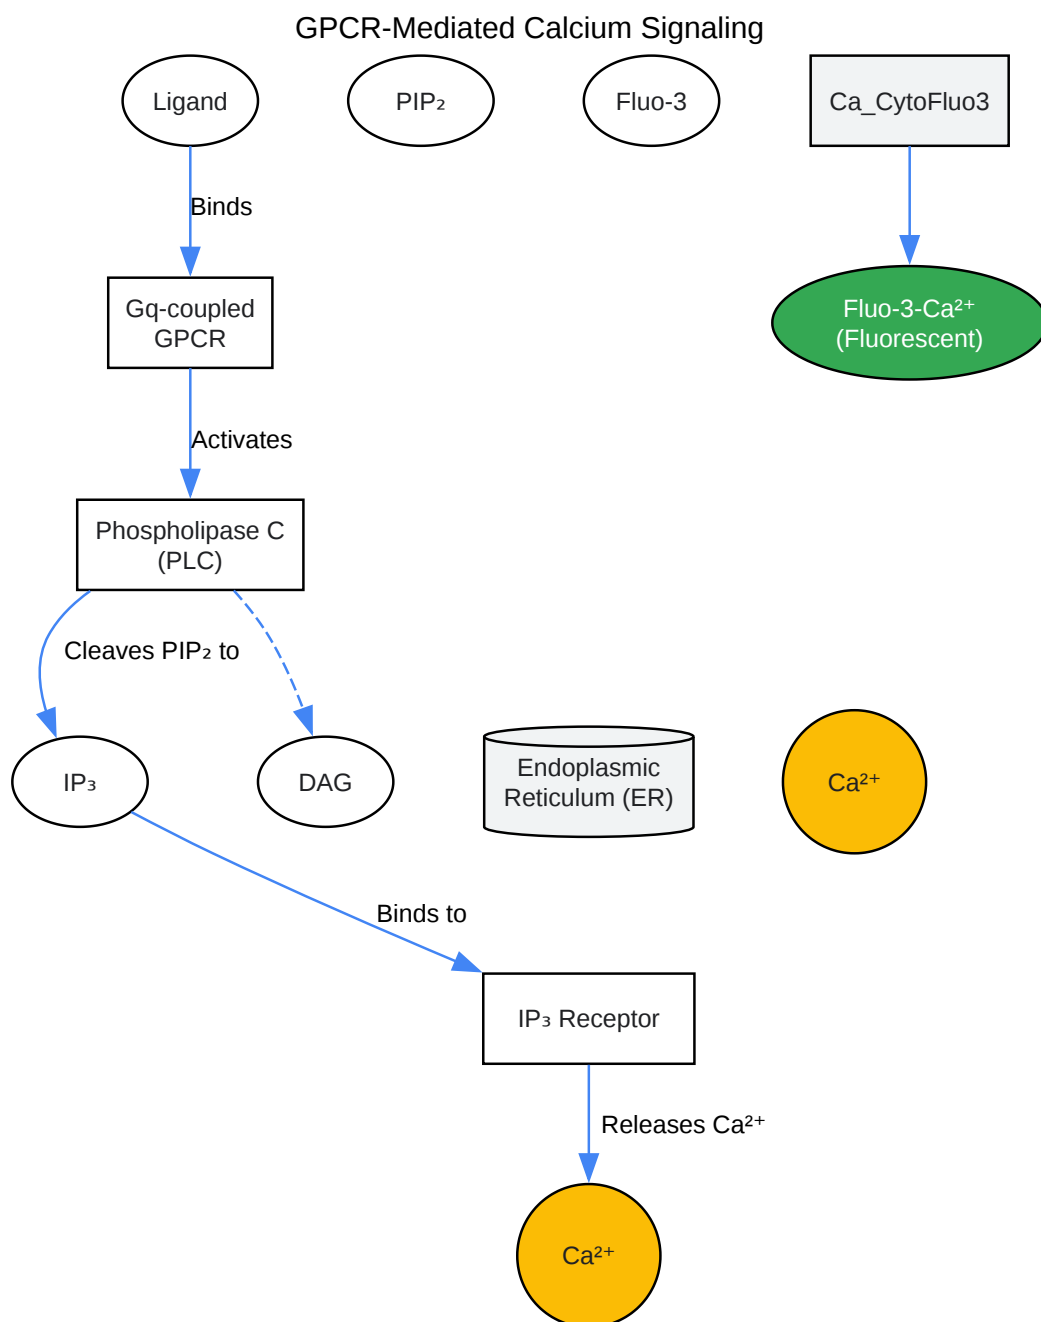 GPCR-Mediated Calcium Signaling
Ligand
PIP₂
Fluo-3
Ca_CytoFluo3
Binds
Gq-coupled
GPCR
Fluo-3-Ca²⁺
(Fluorescent)
Activates
Phospholipase C
(PLC)
Cleaves PIP₂ to
IP₃
DAG
Endoplasmic
Reticulum (ER)
Ca²⁺
Binds to
IP₃ Receptor
Releases Ca²⁺
Ca²⁺